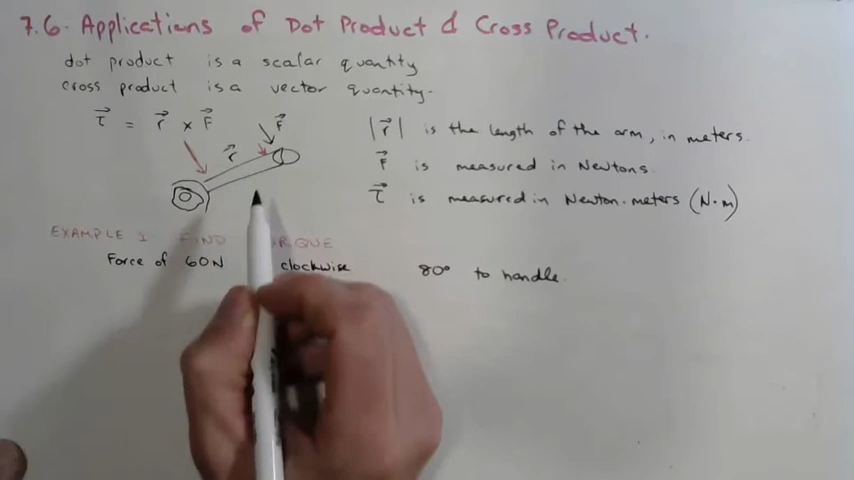 7.6- Applications of Dot Product & Cross Product.
dot product is a scalar quantity
cross product is a vector quantity.
τ⃗ = r⃗ × F⃗
F⃗
r⃗
|r⃗| is the length of the arm, in meters.
F⃗ is measured in Newtons.
τ⃗ is measured in Newton-meters (N·m)
EXAMPLE 1 FIND
Force of 60N clockwise 80° to handle.